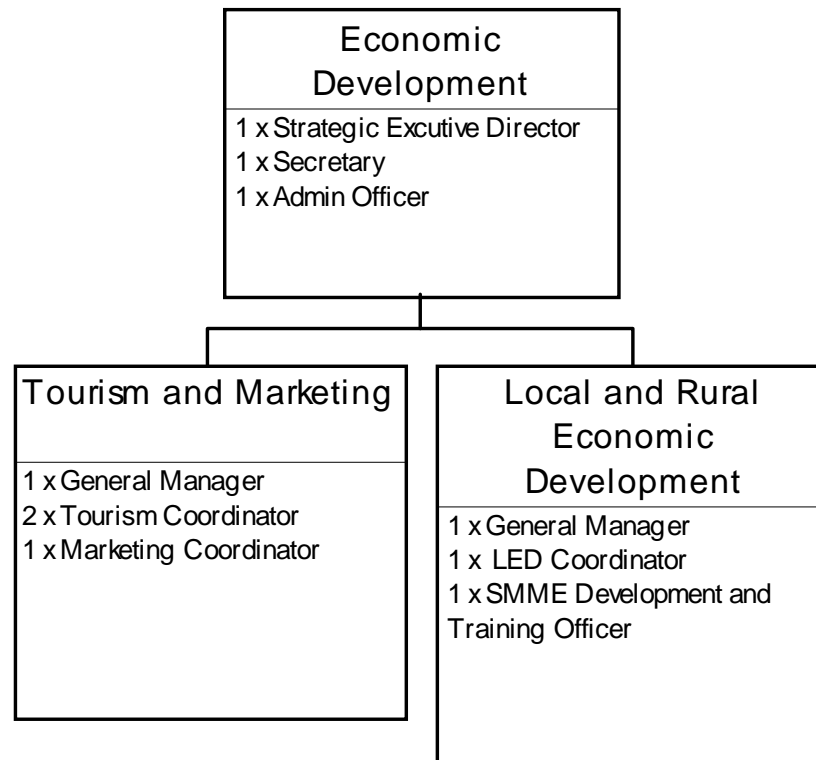 Economic
Development
1 x Strategic Excutive Director
1 x Secretary
1 x Admin Officer
Tourism and Marketing
1 x General Manager
2 x Tourism Coordinator
1 x Marketing Coordinator
Local and Rural
Economic
Development
1 x General Manager
1 x LED Coordinator
1 x SMME Development and
Training Officer